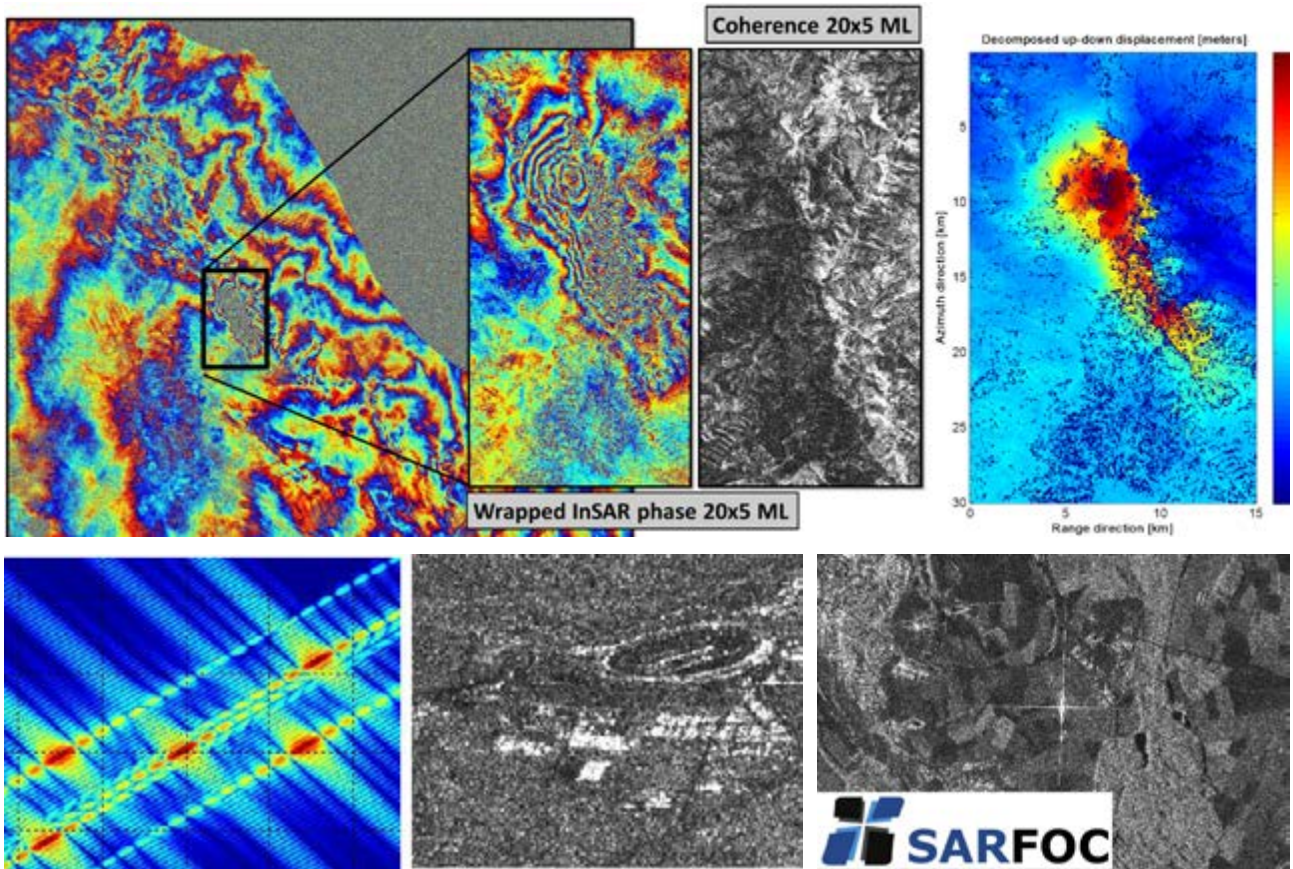 Coherence 20x5 ML
Wrapped InSAR phase 20x5 ML
Decomposed up-down displacement [meters]
Azimuth direction [km]
5
10
15
20
25
30
0
5
10
15
Range direction [km]
SARFOC